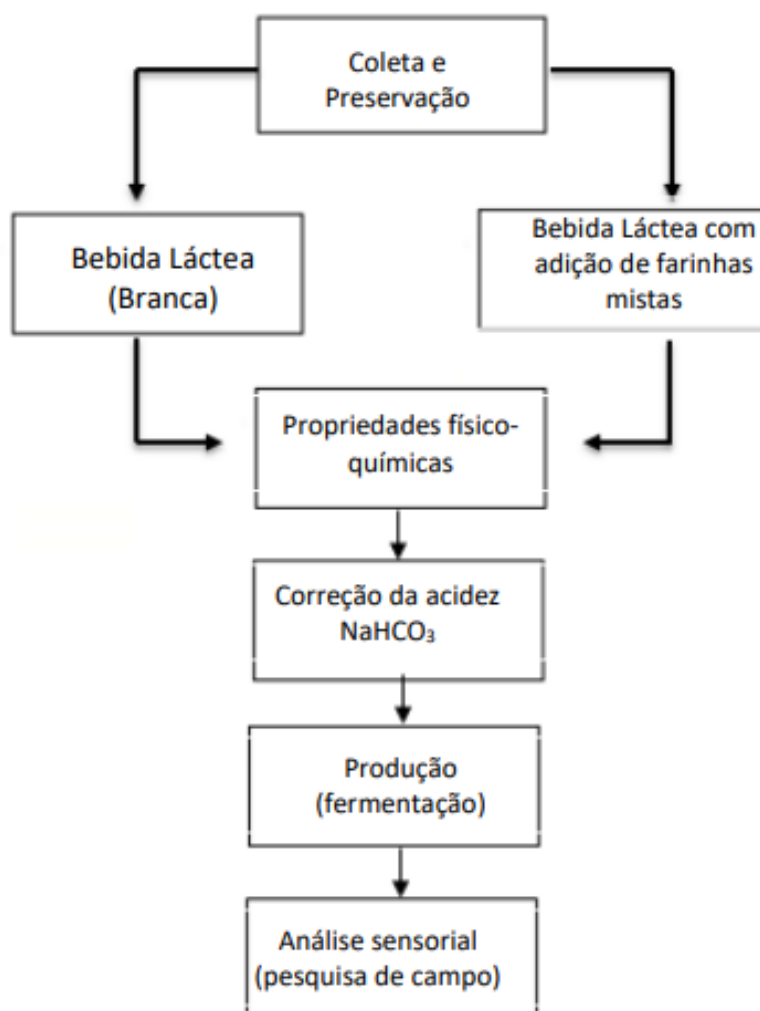 Coleta e
Preservação
Bebida Láctea
(Branca)
Bebida Láctea com
adição de farinhas
mistas
Propriedades físico-
químicas
Correção da acidez
NaHCO₃
Produção
(fermentação)
Análise sensorial
(pesquisa de campo)